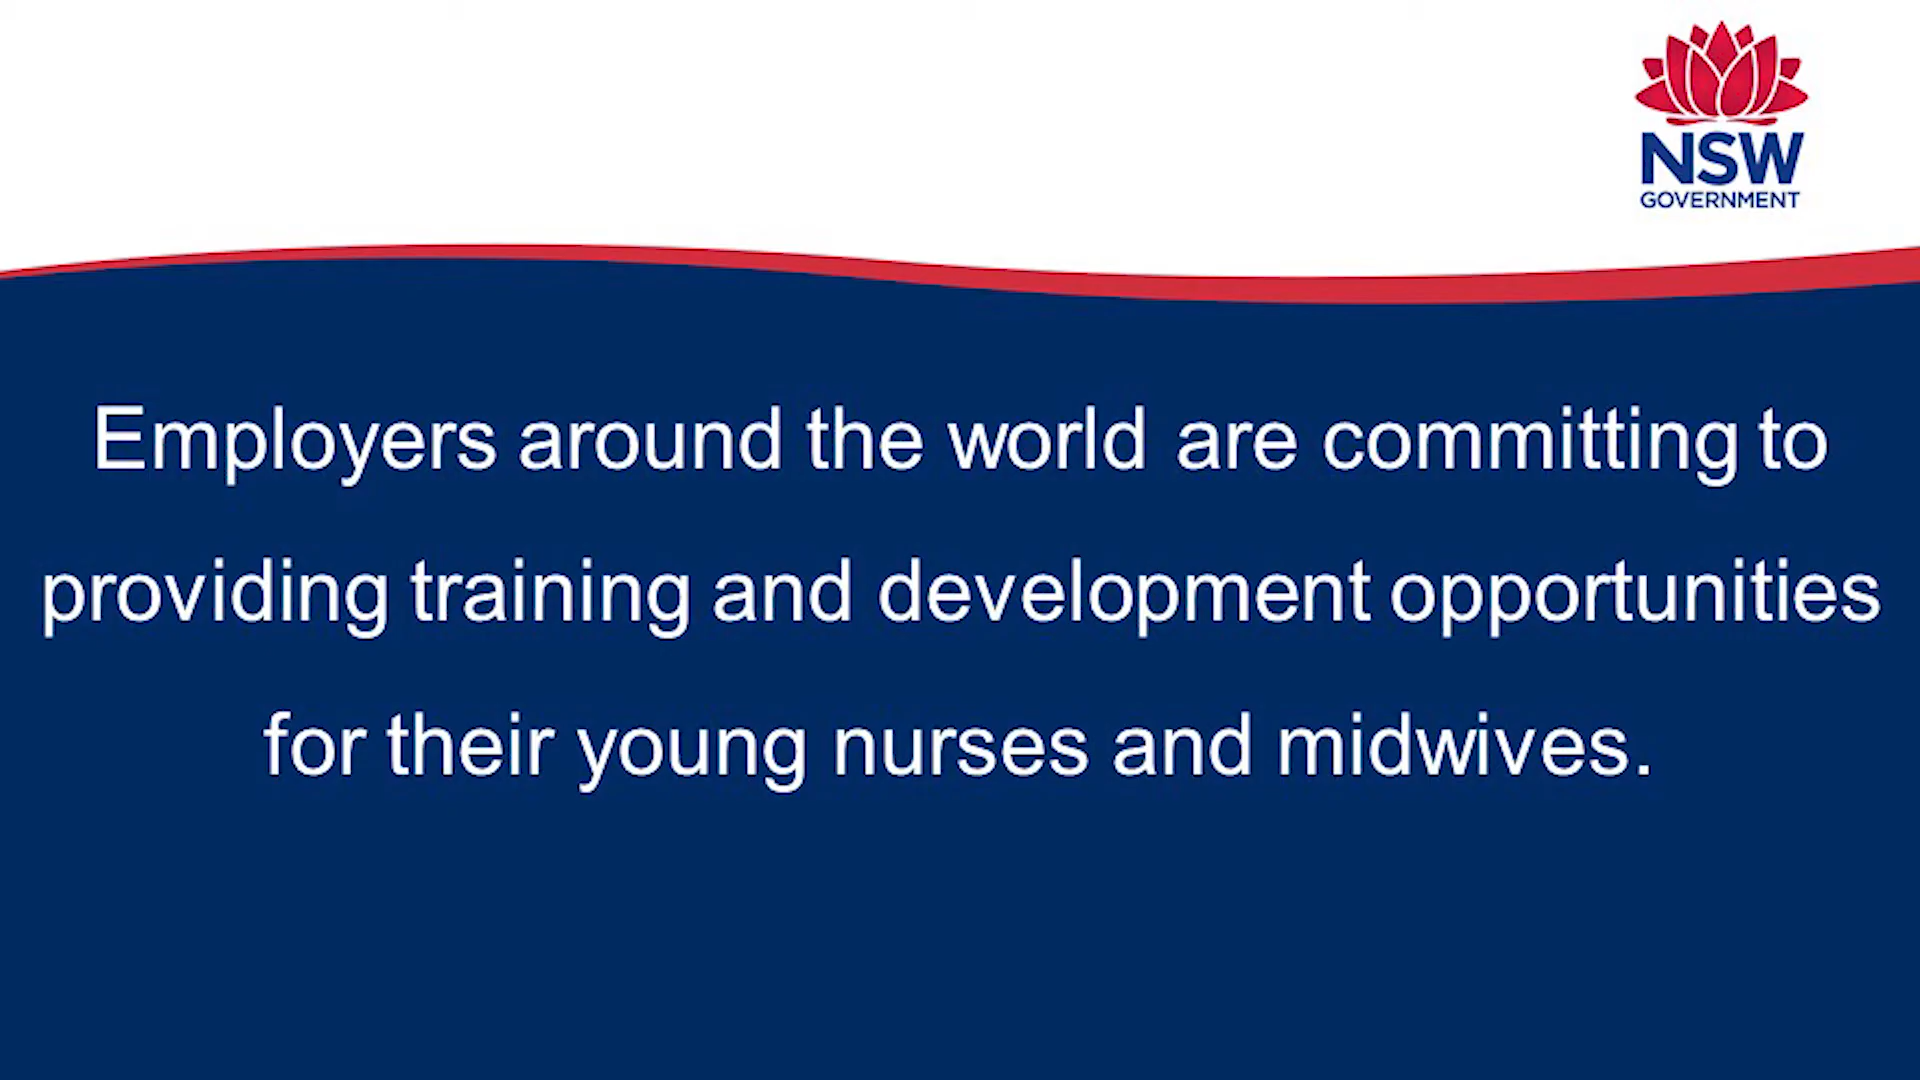 NSW
GOVERNMENT
Employers around the world are committing to
providing training and development opportunities
for their young nurses and midwives.